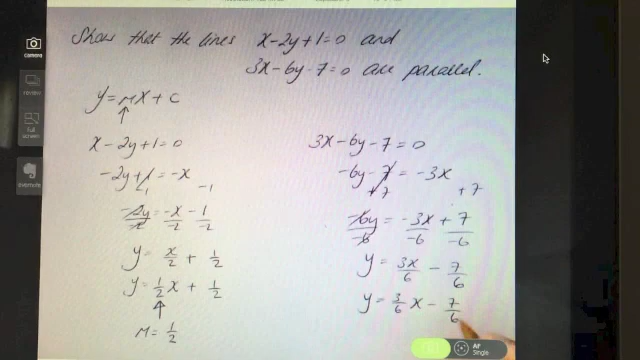 Show that the lines x-2y+1=0 and
3x-6y-7=0 are parallel.
y=mx+c
x-2y+1=0
-2y+1=-x
-1 -1
-2y/-2=-x/-2-1/-2
y=x/2+1/2
y=1/2x+1/2
M=1/2
3x-6y-7=0
-6y-7=-3x
+7 +7
-6y/-6=-3x/-6+7/-6
y=3x/6-7/6
y=3/6x-7/6
camera
review
full screen
evernote
AF
Single